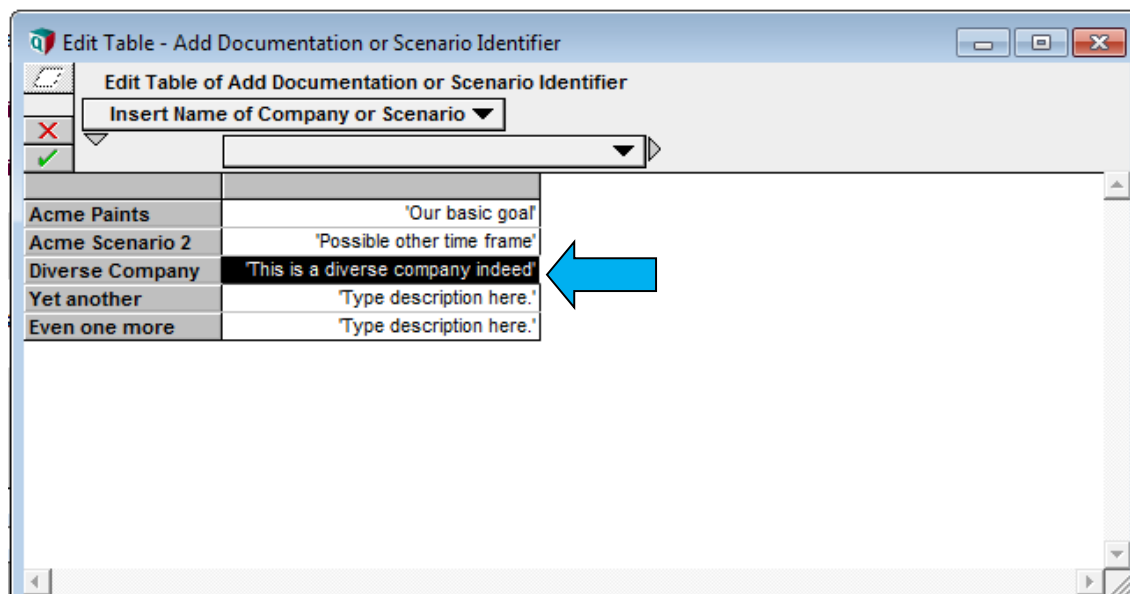 Edit Table - Add Documentation or Scenario Identifier
Edit Table of Add Documentation or Scenario Identifier
Insert Name of Company or Scenario
Acme Paints 'Our basic goal'
Acme Scenario 2 'Possible other time frame'
Diverse Company 'This is a diverse company indeed'
Yet another 'Type description here.'
Even one more 'Type description here.'